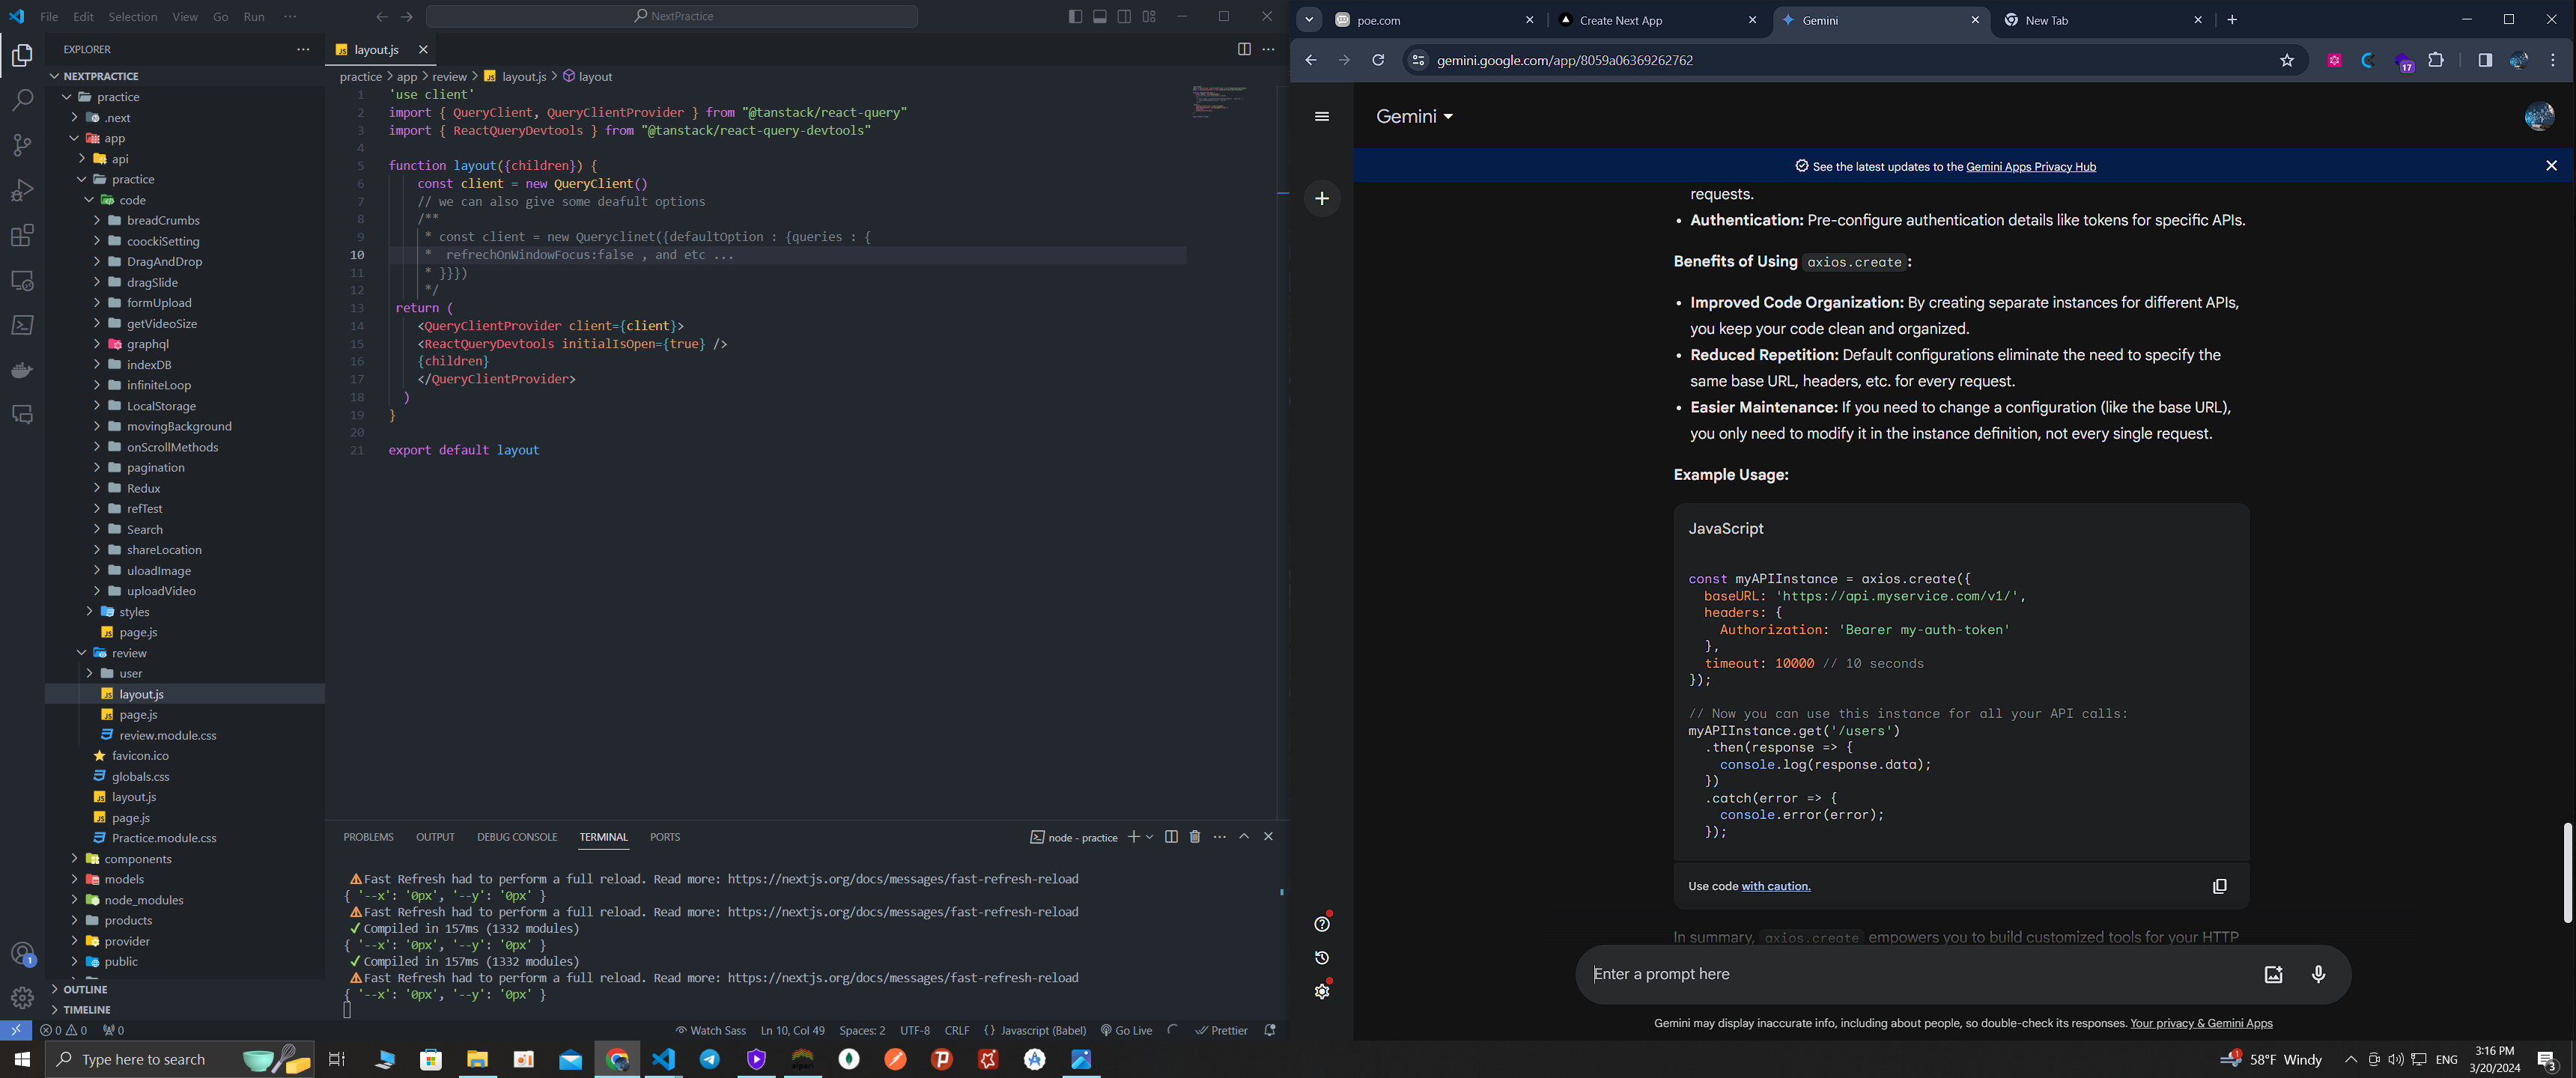 File Edit Selection View Go Run ···
NextPractice
EXPLORER
NEXTPRACTICE
practice
.next
app
api
practice
code
breadCrumbs
coockiSetting
DragAndDrop
dragSlide
formUpload
getVideoSize
graphql
indexDB
infiniteLoop
LocalStorage
movingBackground
onScrollMethods
pagination
Redux
refTest
Search
shareLocation
uloadImage
uploadVideo
styles
page.js
review
user
layout.js
page.js
review.module.css
favicon.ico
globals.css
layout.js
page.js
Practice.module.css
components
models
node_modules
products
provider
public
OUTLINE
TIMELINE
layout.js
practice > app > review > layout.js > layout
1 'use client'
2 import { QueryClient, QueryClientProvider } from "@tanstack/react-query"
3 import { ReactQueryDevtools } from "@tanstack/react-query-devtools"
4
5 function layout({children}) {
6 const client = new QueryClient()
7 // we can also give some deafult options
8 /**
9 * const client = new Queryclinet({defaultOption : {queries : {
10 * refrechOnWindowFocus:false , and etc ...
11 * }}})
12 */
13 return (
14 <QueryClientProvider client={client}>
15 <ReactQueryDevtools initialIsOpen={true} />
16 {children}
17 </QueryClientProvider>
18 )
19 }
20
21 export default layout
PROBLEMS OUTPUT DEBUG CONSOLE TERMINAL PORTS
node - practice
⚠Fast Refresh had to perform a full reload. Read more: https://nextjs.org/docs/messages/fast-refresh-reload
{ '--x': '0px', '--y': '0px' }
⚠Fast Refresh had to perform a full reload. Read more: https://nextjs.org/docs/messages/fast-refresh-reload
✓ Compiled in 157ms (1332 modules)
{ '--x': '0px', '--y': '0px' }
✓ Compiled in 157ms (1332 modules)
⚠Fast Refresh had to perform a full reload. Read more: https://nextjs.org/docs/messages/fast-refresh-reload
{ '--x': '0px', '--y': '0px' }
1
0 0 0
Watch Sass Ln 10, Col 49 Spaces: 2 UTF-8 CRLF {} Javascript (Babel) Go Live Prettier
poe.com
Create Next App
Gemini
New Tab
gemini.google.com/app/8059a06369262762
17
Gemini
See the latest updates to the Gemini Apps Privacy Hub
requests.
• Authentication: Pre-configure authentication details like tokens for specific APIs.
Benefits of Using axios.create:
• Improved Code Organization: By creating separate instances for different APIs,
you keep your code clean and organized.
• Reduced Repetition: Default configurations eliminate the need to specify the
same base URL, headers, etc. for every request.
• Easier Maintenance: If you need to change a configuration (like the base URL),
you only need to modify it in the instance definition, not every single request.
Example Usage:
JavaScript
const myAPIInstance = axios.create({
baseURL: 'https://api.myservice.com/v1/',
headers: {
Authorization: 'Bearer my-auth-token'
},
timeout: 10000 // 10 seconds
});
// Now you can use this instance for all your API calls:
myAPIInstance.get('/users')
.then(response => {
console.log(response.data);
})
.catch(error => {
console.error(error);
});
Use code with caution.
In summary, axios.create empowers you to build customized tools for your HTTP
Enter a prompt here
Gemini may display inaccurate info, including about people, so double-check its responses. Your privacy & Gemini Apps
Type here to search
1
58°F Windy
ENG
3:16 PM
3/20/2024
3